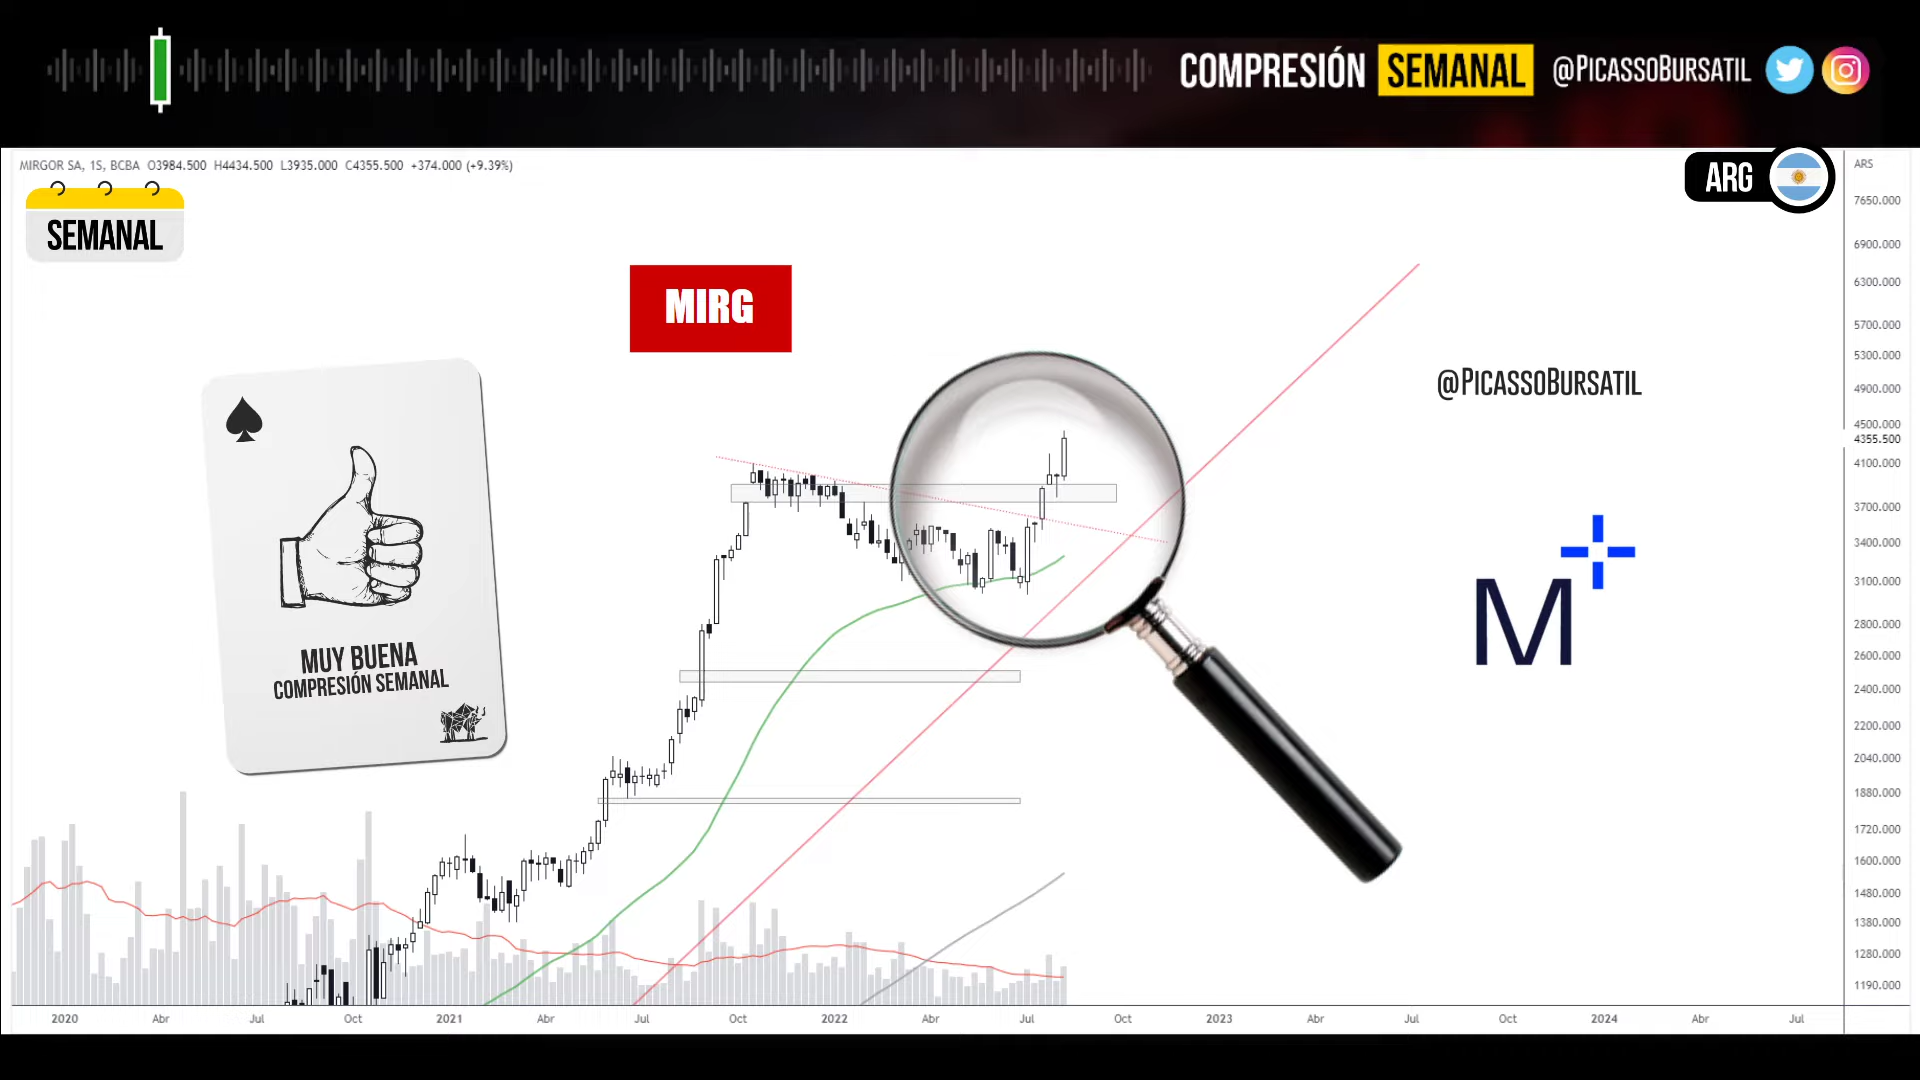 COMPRESIÓN SEMANAL @PICASSOBURSATIL
MIRGOR SA, 1S, BCBA O3984.500 H4434.500 L3935.000 C4355.500 +374.000 (+9.39%)
ARG
ARS
SEMANAL
MIRG
@PICASSOBURSATIL
MUY BUENA
COMPRESIÓN SEMANAL
M
7650.000
6900.000
6300.000
5700.000
5300.000
4900.000
4500.000
4355.500
4100.000
3700.000
3400.000
3100.000
2800.000
2600.000
2400.000
2200.000
2040.000
1880.000
1720.000
1600.000
1480.000
1380.000
1280.000
1190.000
2020 Abr Jul Oct 2021 Abr Jul Oct 2022 Abr Jul Oct 2023 Abr Jul Oct 2024 Abr Jul